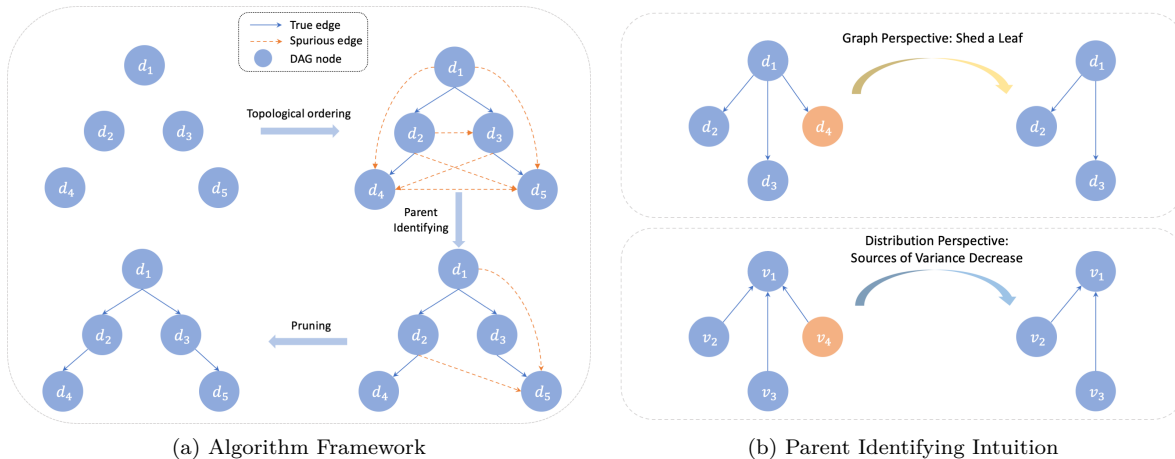 True edge
Spurious edge
DAG node
d₁
d₂
d₃
d₄
d₅
Topological ordering
d₁
d₂
d₃
d₄
d₅
Parent
Identifying
d₁
d₂
d₃
d₄
d₅
Pruning
d₁
d₂
d₃
d₄
d₅
(a) Algorithm Framework
Graph Perspective: Shed a Leaf
d₁
d₂
d₄
d₃
d₁
d₂
d₃
Distribution Perspective:
Sources of Variance Decrease
v₁
v₂
v₄
v₃
v₁
v₂
v₃
(b) Parent Identifying Intuition